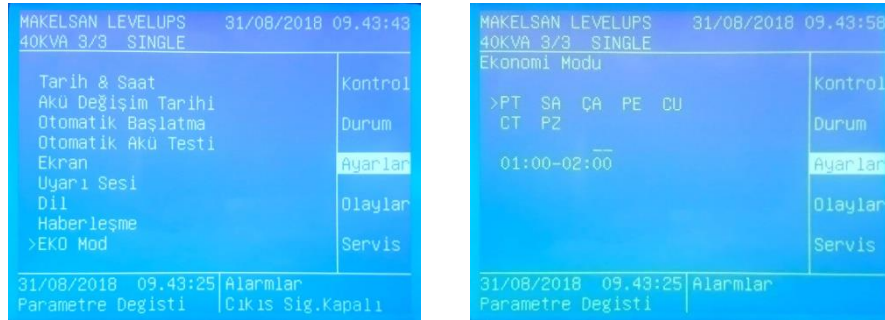 MAKELSAN LEVELUPS 31/08/2018 09.43:43
40KVA 3/3 SINGLE
Tarih & Saat
Akü Değişim Tarihi
Otomatik Başlatma
Otomatik Akü Testi
Ekran
Uyarı Sesi
Dil
Haberleşme
>EKO Mod
Kontrol
Durum
Ayarlar
Olaylar
Servis
31/08/2018 09.43:25 Alarmlar
Parametre Degisti Cıkıs Sig.Kapalı
MAKELSAN LEVELUPS 31/08/2018 09.43:58
40KVA 3/3 SINGLE
Ekonomi Modu
>PT SA ÇA PE CU
CT PZ
01:00-02:00
Kontrol
Durum
Ayarlar
Olaylar
Servis
31/08/2018 09.43:25 Alarmlar
Parametre Degisti